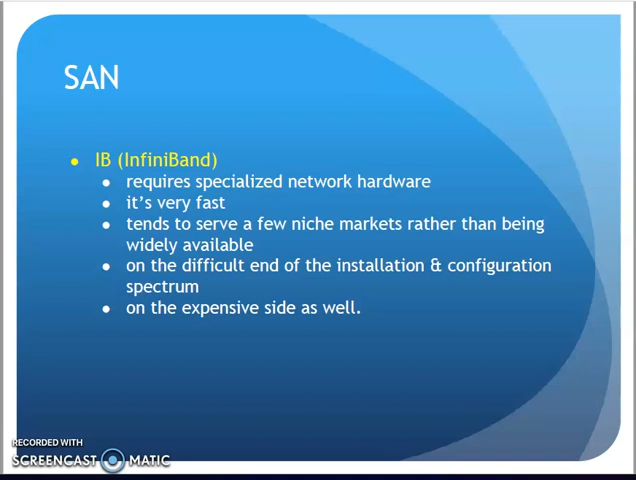 SAN
• IB (InfiniBand)
• requires specialized network hardware
• it's very fast
• tends to serve a few niche markets rather than being
widely available
• on the difficult end of the installation & configuration
spectrum
• on the expensive side as well.
RECORDED WITH
SCREENCAST MATIC